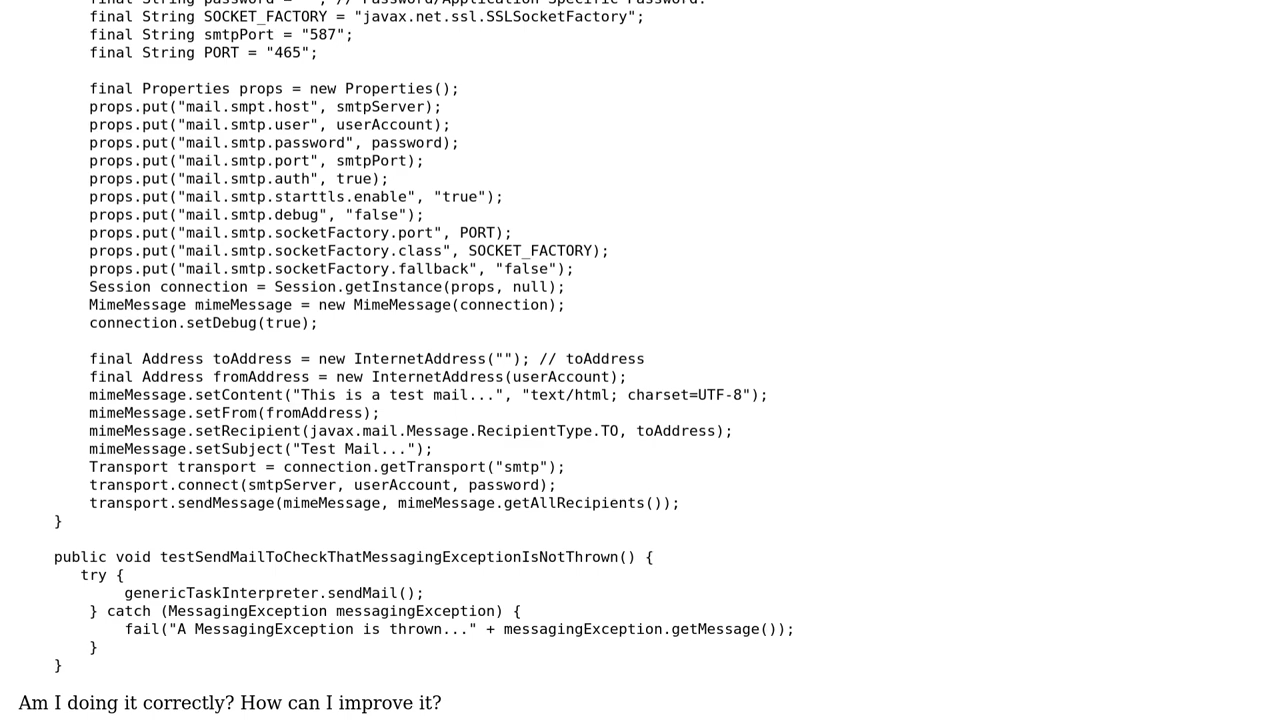 final String password = ""; // Password/Application Specific Password.
final String SOCKET_FACTORY = "javax.net.ssl.SSLSocketFactory";
final String smtpPort = "587";
final String PORT = "465";
final Properties props = new Properties();
props.put("mail.smpt.host", smtpServer);
props.put("mail.smtp.user", userAccount);
props.put("mail.smtp.password", password);
props.put("mail.smtp.port", smtpPort);
props.put("mail.smtp.auth", true);
props.put("mail.smtp.starttls.enable", "true");
props.put("mail.smtp.debug", "false");
props.put("mail.smtp.socketFactory.port", PORT);
props.put("mail.smtp.socketFactory.class", SOCKET_FACTORY);
props.put("mail.smtp.socketFactory.fallback", "false");
Session connection = Session.getInstance(props, null);
MimeMessage mimeMessage = new MimeMessage(connection);
connection.setDebug(true);
final Address toAddress = new InternetAddress(""); // toAddress
final Address fromAddress = new InternetAddress(userAccount);
mimeMessage.setContent("This is a test mail...", "text/html; charset=UTF-8");
mimeMessage.setFrom(fromAddress);
mimeMessage.setRecipient(javax.mail.Message.RecipientType.TO, toAddress);
mimeMessage.setSubject("Test Mail...");
Transport transport = connection.getTransport("smtp");
transport.connect(smtpServer, userAccount, password);
transport.sendMessage(mimeMessage, mimeMessage.getAllRecipients());
}
public void testSendMailToCheckThatMessagingExceptionIsNotThrown() {
try {
genericTaskInterpreter.sendMail();
} catch (MessagingException messagingException) {
fail("A MessagingException is thrown..." + messagingException.getMessage());
}
}
Am I doing it correctly? How can I improve it?